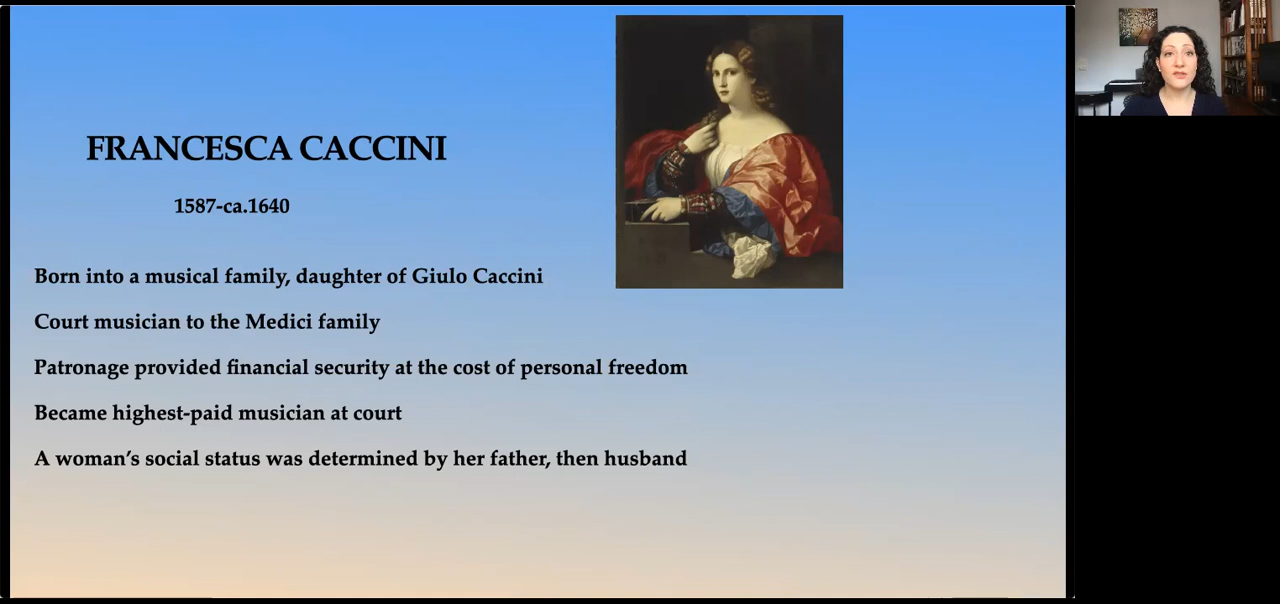 FRANCESCA CACCINI
1587-ca.1640
Born into a musical family, daughter of Giulo Caccini
Court musician to the Medici family
Patronage provided financial security at the cost of personal freedom
Became highest-paid musician at court
A woman’s social status was determined by her father, then husband